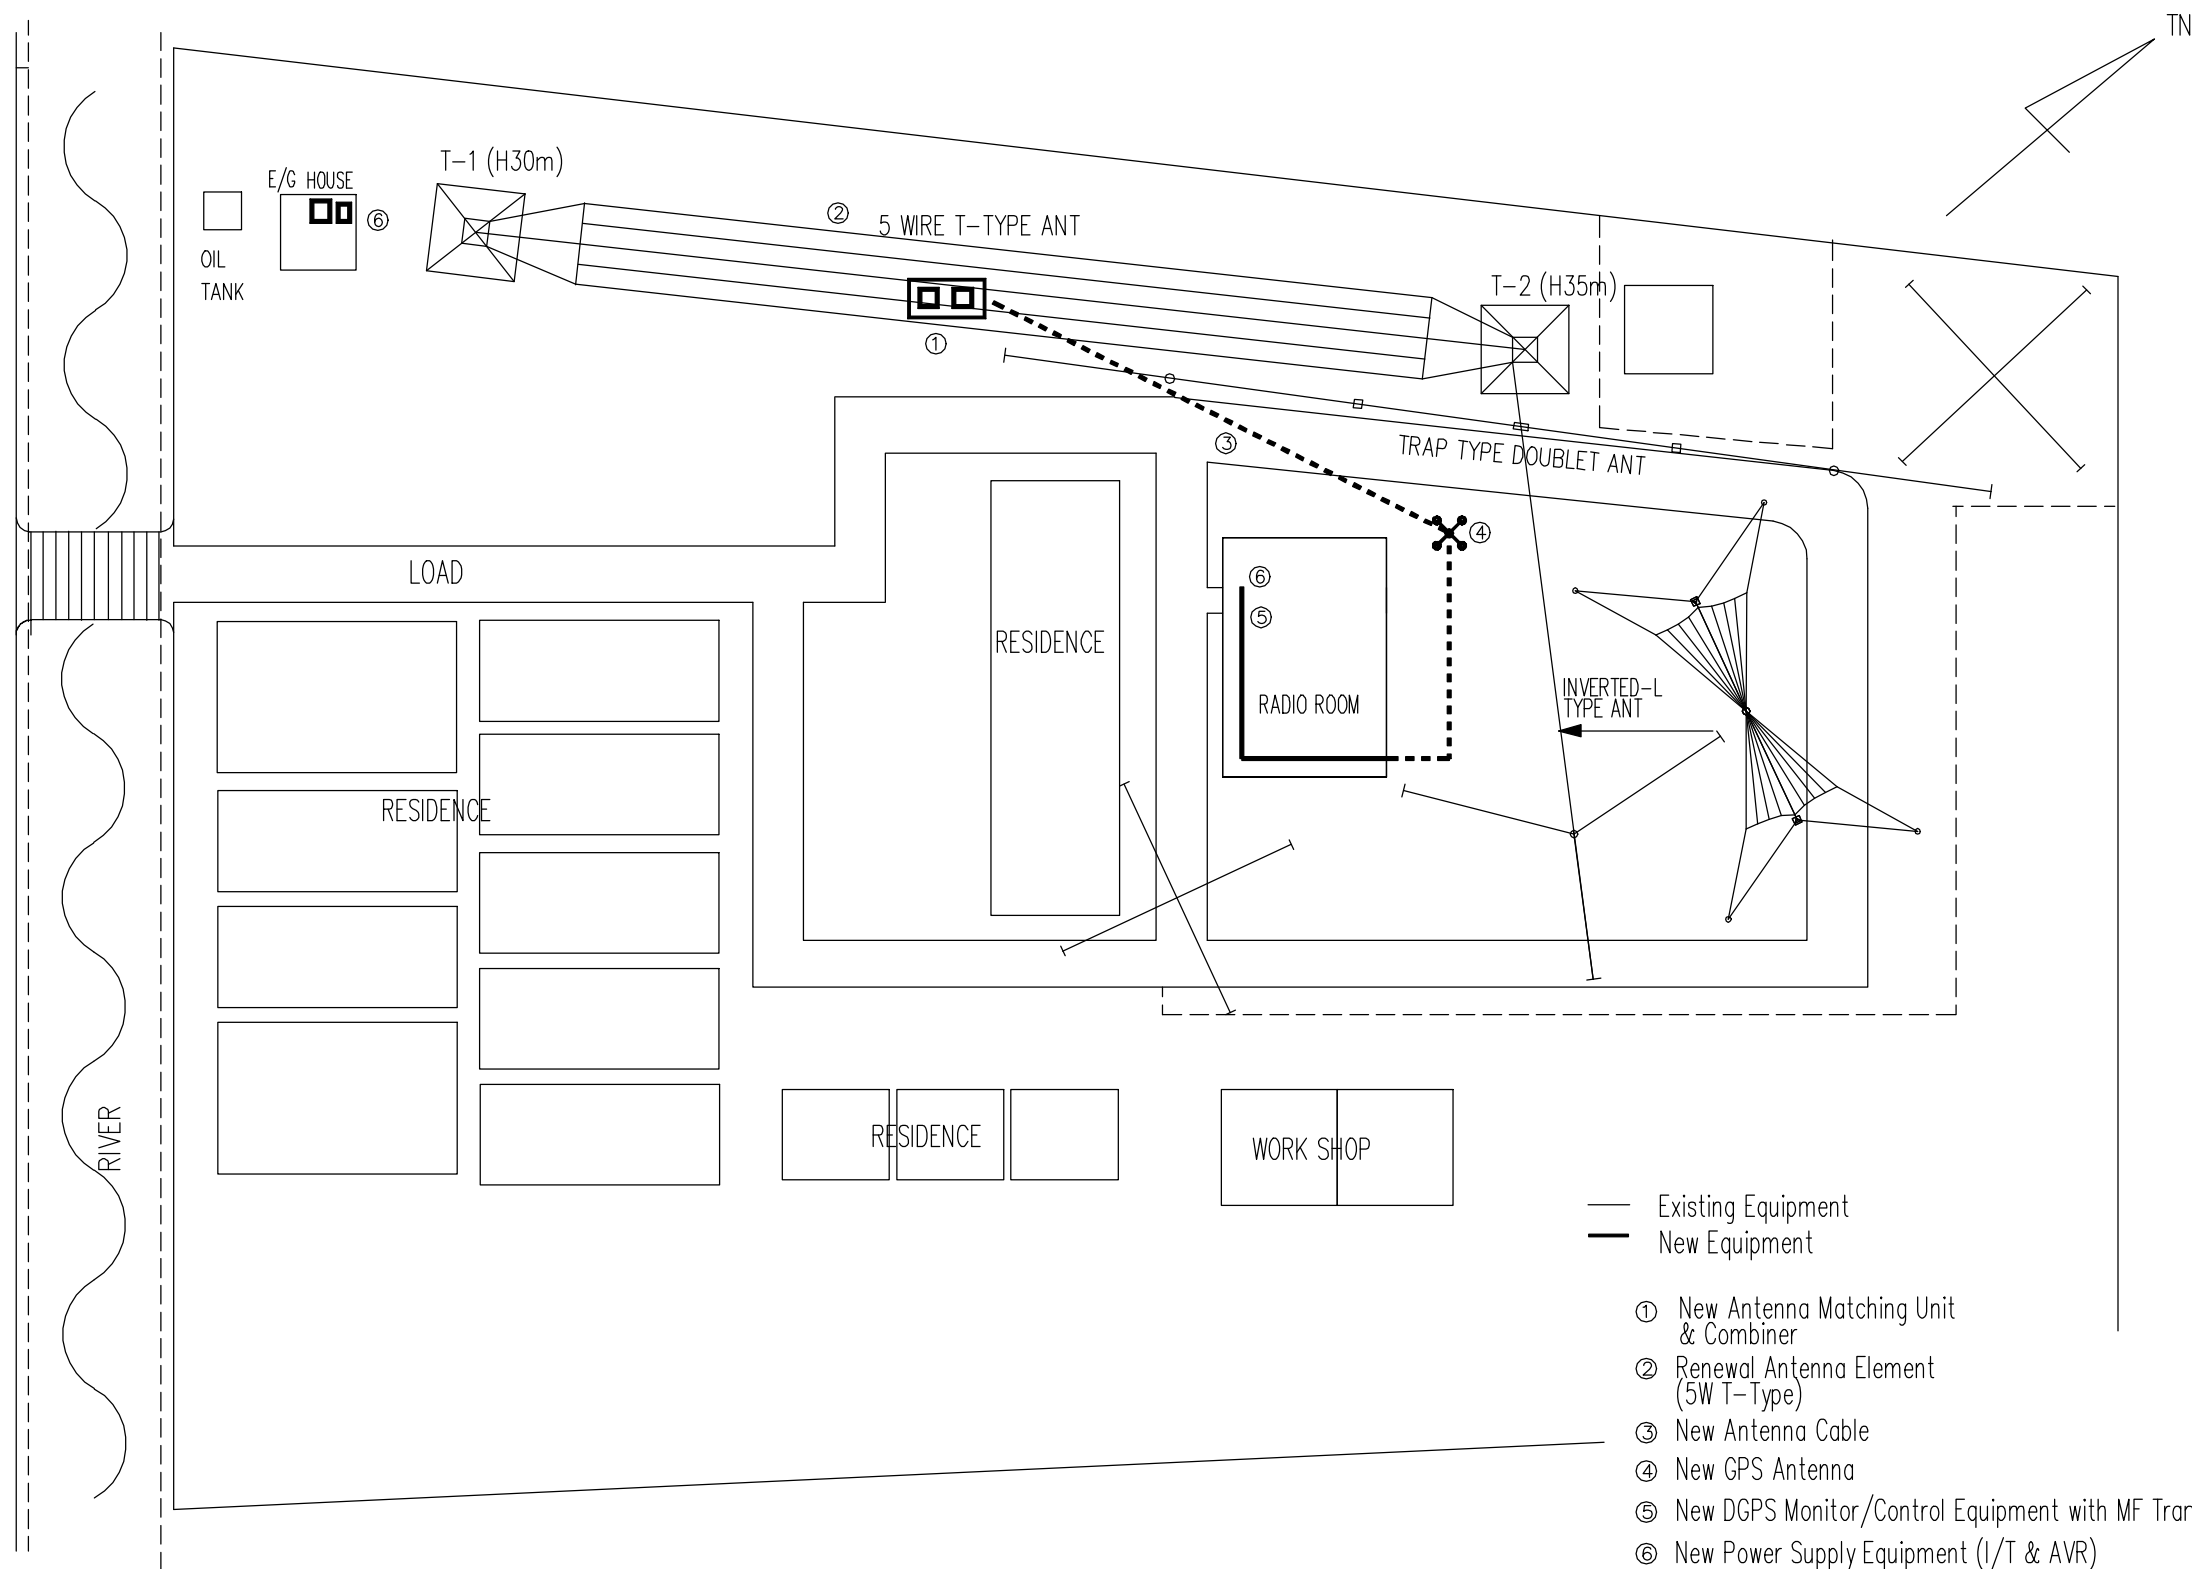 TN
T-1 (H30m)
E/G HOUSE
⑥
②
5 WIRE T-TYPE ANT
OIL
TANK
T-2 (H35m)
①
③
TRAP TYPE DOUBLET ANT
④
LOAD
⑥
⑤
RESIDENCE
INVERTED-L
TYPE ANT
RADIO ROOM
RESIDENCE
RIVER
RESIDENCE
WORK SHOP
Existing Equipment
New Equipment
① New Antenna Matching Unit
& Combiner
② Renewal Antenna Element
(5W T-Type)
③ New Antenna Cable
④ New GPS Antenna
⑤ New DGPS Monitor/Control Equipment with MF
⑥ New Power Supply Equipment (I/T & AVR)